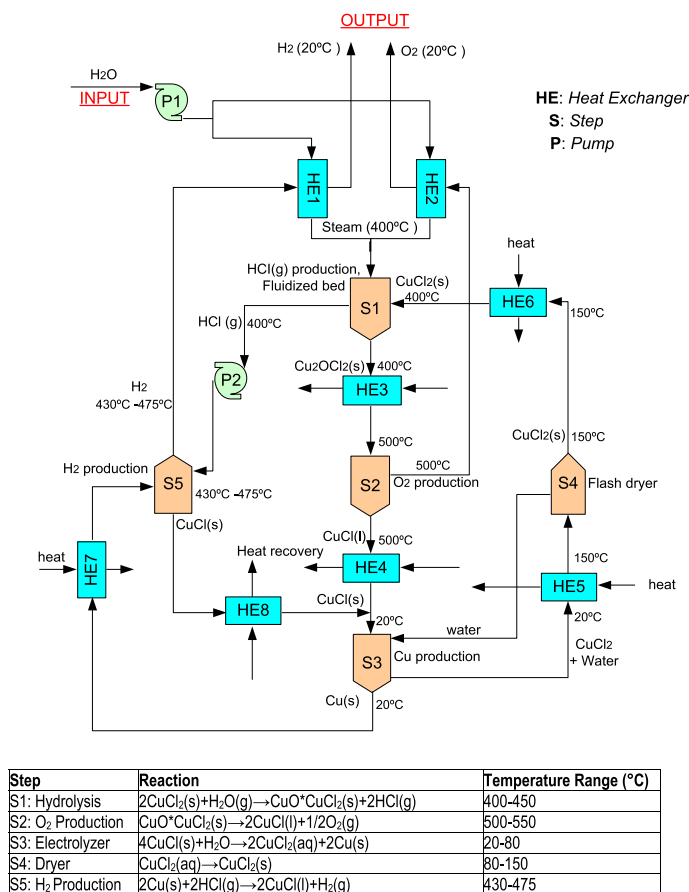 OUTPUT
H2 (20ºC )
O2 (20ºC )
H2O
INPUT
P1
HE: Heat Exchanger
S: Step
P: Pump
HE1
HE2
Steam (400ºC )
heat
HCl(g) production,
Fluidized bed
CuCl2(s)
400ºC
S1
HE6
150ºC
HCl (g)
400ºC
P2
Cu2OCl2(s)
400ºC
HE3
H2
430ºC -475ºC
500ºC
CuCl2(s)
150ºC
H2 production
S5
430ºC -475ºC
S2
500ºC
O2 production
S4
Flash dryer
CuCl(s)
CuCl(l)
500ºC
heat
HE7
Heat recovery
HE4
150ºC
HE5
heat
HE8
CuCl(s)
20ºC
20ºC
water
Cu production
CuCl2
+ Water
S3
Cu(s)
20ºC
Step Reaction Temperature Range (°C)
S1: Hydrolysis 2CuCl2(s)+H2O(g)→CuO*CuCl2(s)+2HCl(g) 400-450
S2: O2 Production CuO*CuCl2(s)→2CuCl(l)+1/2O2(g) 500-550
S3: Electrolyzer 4CuCl(s)+H2O→2CuCl2(aq)+2Cu(s) 20-80
S4: Dryer CuCl2(aq)→CuCl2(s) 80-150
S5: H2 Production 2Cu(s)+2HCl(g)→2CuCl(l)+H2(g) 430-475